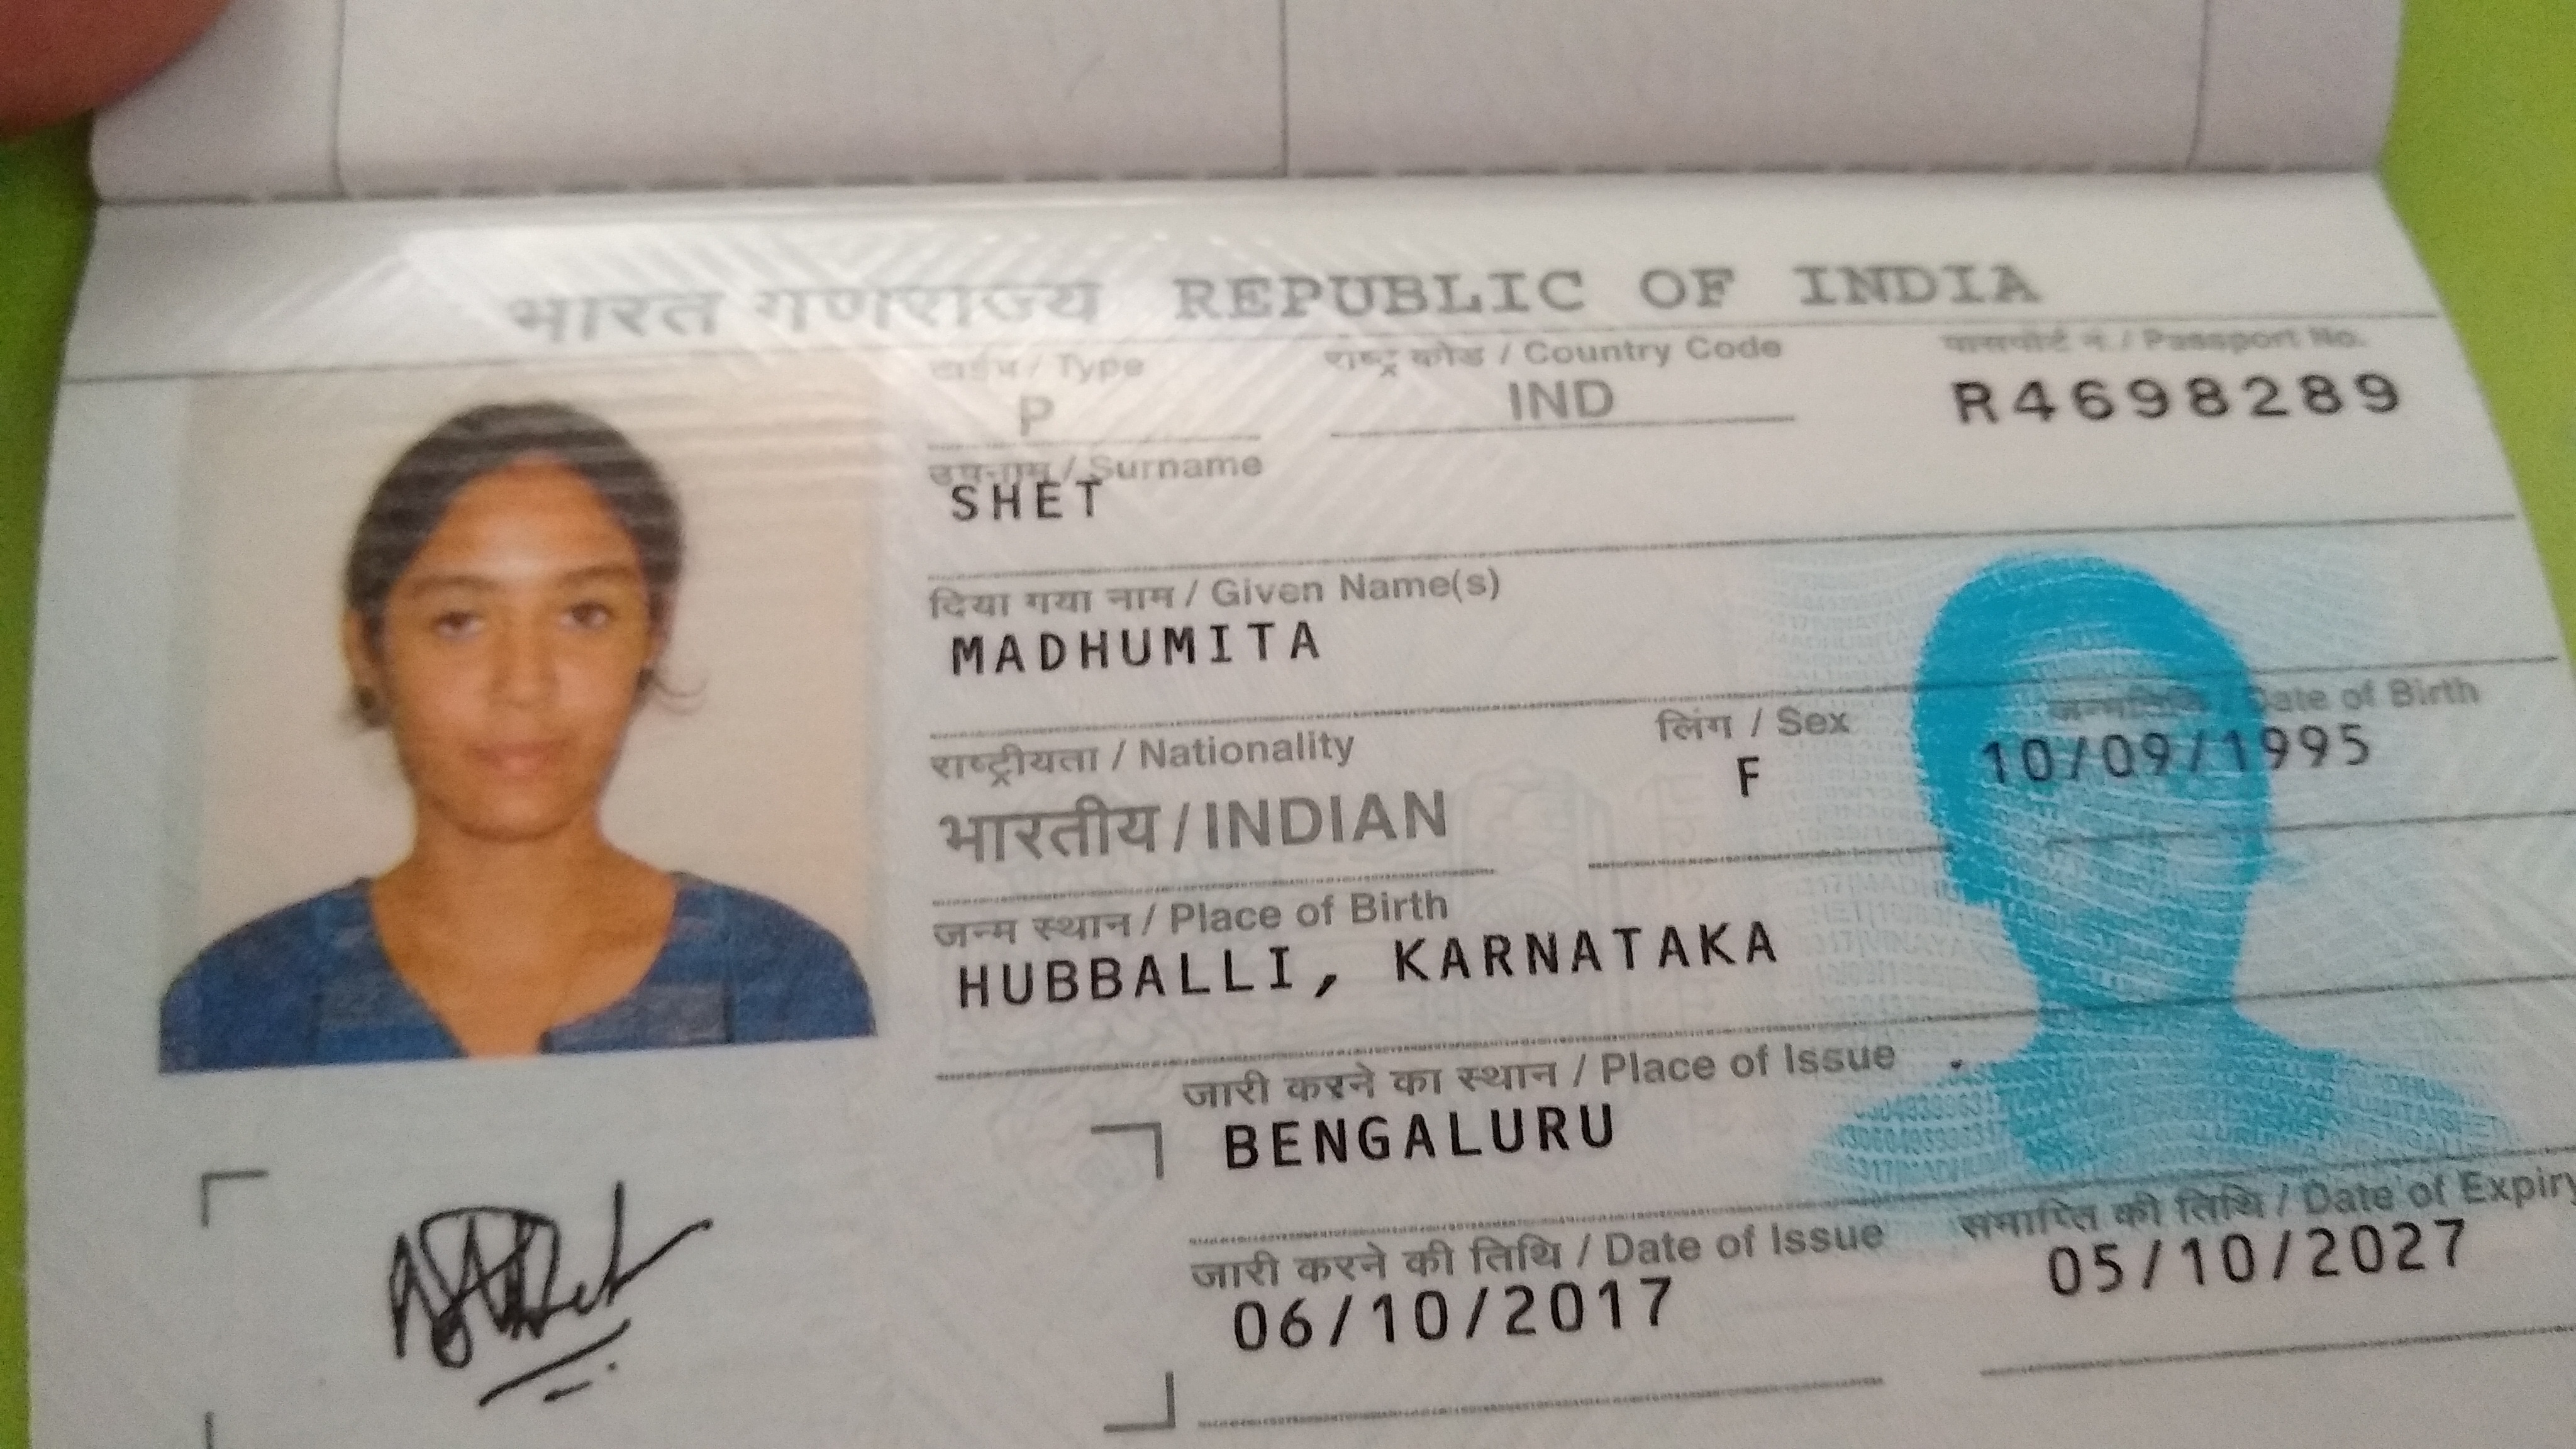 भारत गणराज्य REPUBLIC OF INDIA
टाईप / Type
P
राष्ट्र कोड / Country Code
IND
पासपोर्ट नं. / Passport No.
R4698289
उपनाम / Surname
SHET
दिया गया नाम / Given Name(s)
MADHUMITA
राष्ट्रीयता / Nationality
भारतीय / INDIAN
लिंग / Sex
F
जन्मतिथि / Date of Birth
10/09/1995
जन्म स्थान / Place of Birth
HUBBALLI, KARNATAKA
जारी करने का स्थान / Place of Issue
BENGALURU
जारी करने की तिथि / Date of Issue
06/10/2017
समाप्ति की तिथि / Date of Expiry
05/10/2027